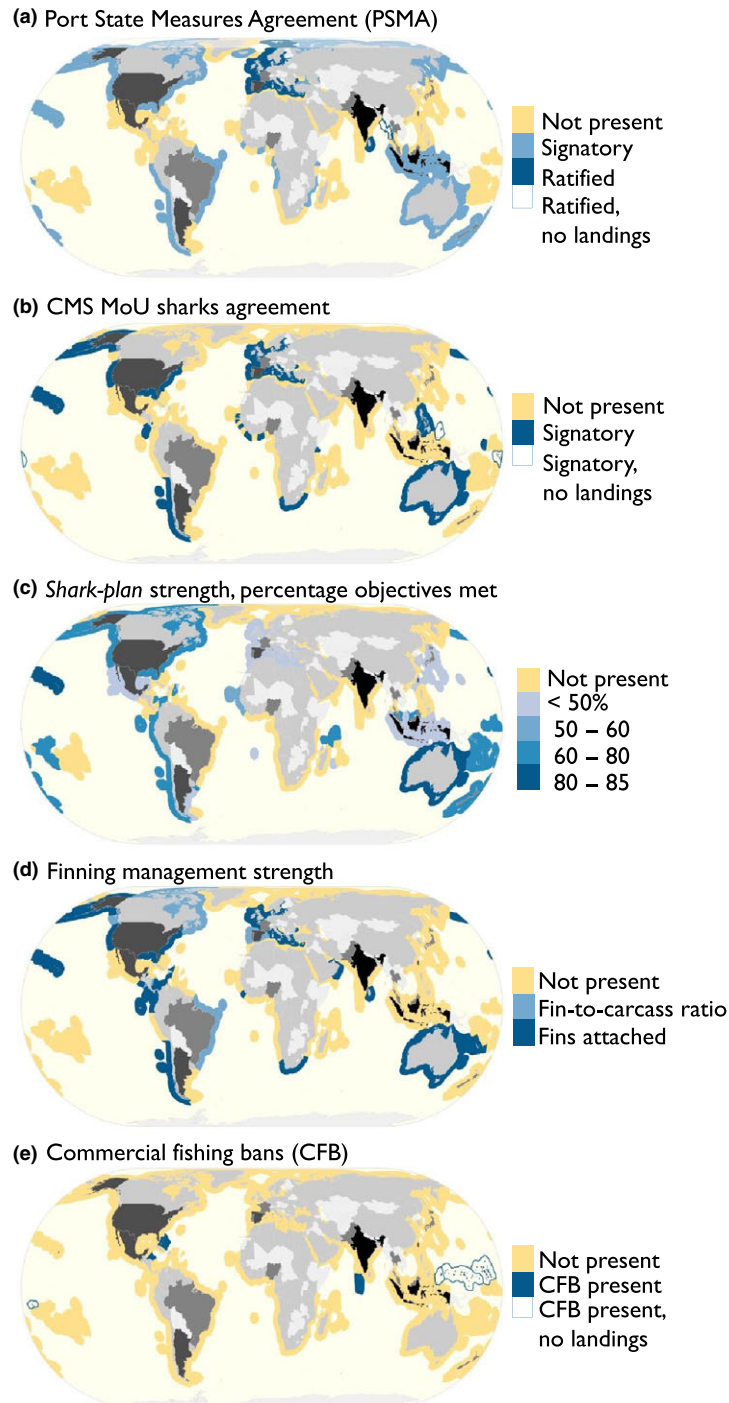 (a) Port State Measures Agreement (PSMA)
Not present
Signatory
Ratified
Ratified,
no landings
(b) CMS MoU sharks agreement
Not present
Signatory
Signatory,
no landings
(c) Shark-plan strength, percentage objectives met
Not present
< 50%
50 – 60
60 – 80
80 – 85
(d) Finning management strength
Not present
Fin-to-carcass ratio
Fins attached
(e) Commercial fishing bans (CFB)
Not present
CFB present
CFB present,
no landings